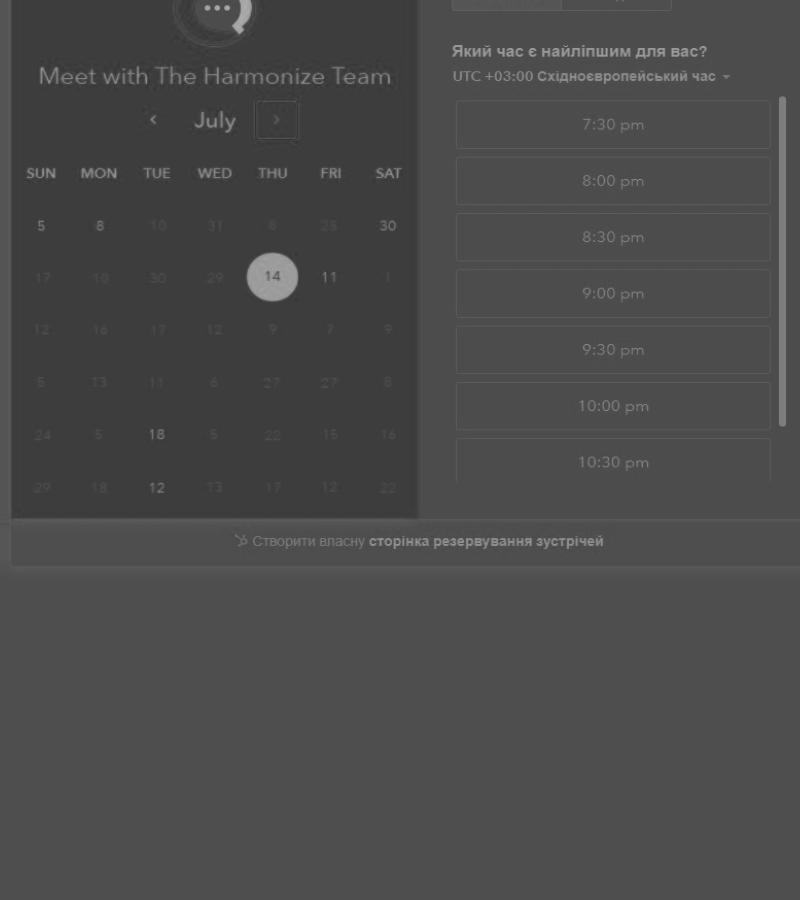 Meet with The Harmonize Team
July
SUN MON TUE WED THU FRI SAT
5 8 10 31 8 25 30
17 10 30 29 14 11 1
12 16 17 12 9 7 9
5 13 11 6 27 27 8
24 5 18 5 22 15 16
29 18 12 13 17 12 22
Який час є найліпшим для вас?
UTC +03:00 Східноєвропейський час
7:30 pm
8:00 pm
8:30 pm
9:00 pm
9:30 pm
10:00 pm
10:30 pm
Створити власну сторінка резервування зустрічей